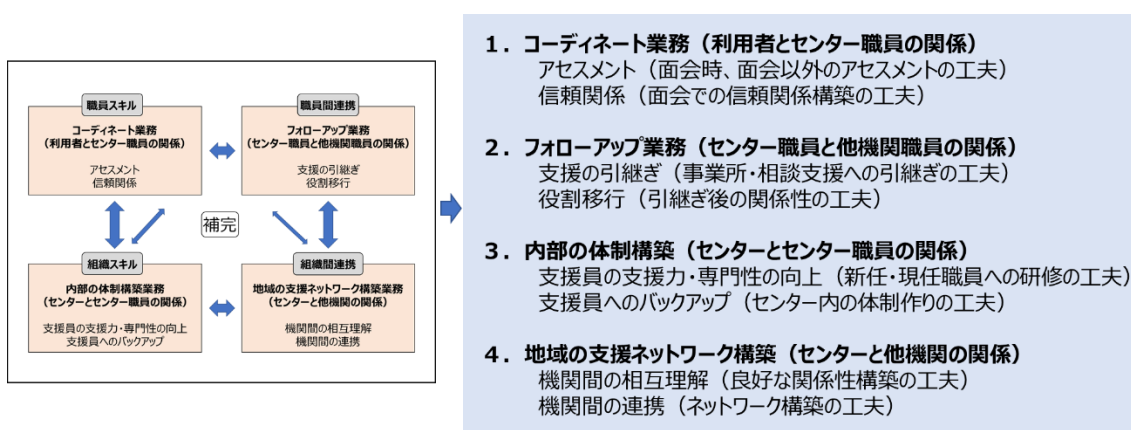 職員スキル
コーディネート業務
(利用者とセンター職員の関係)
アセスメント
信頼関係
職員間連携
フォローアップ業務
(センター職員と他機関職員の関係)
支援の引継ぎ
役割移行
補完
組織スキル
内部の体制構築業務
(センターとセンター職員の関係)
支援員の支援力・専門性の向上
支援員へのバックアップ
組織間連携
地域の支援ネットワーク構築業務
(センターと他機関の関係)
機関間の相互理解
機関間の連携
1．コーディネート業務（利用者とセンター職員の関係）
アセスメント（面会時、面会以外のアセスメントの工夫）
信頼関係（面会での信頼関係構築の工夫）
2．フォローアップ業務（センター職員と他機関職員の関係）
支援の引継ぎ（事業所・相談支援への引継ぎの工夫）
役割移行（引継ぎ後の関係性の工夫）
3．内部の体制構築（センターとセンター職員の関係）
支援員の支援力・専門性の向上（新任・現任職員への研修の工夫）
支援員へのバックアップ（センター内の体制作りの工夫）
4．地域の支援ネットワーク構築（センターと他機関の関係）
機関間の相互理解（良好な関係性構築の工夫）
機関間の連携（ネットワーク構築の工夫）